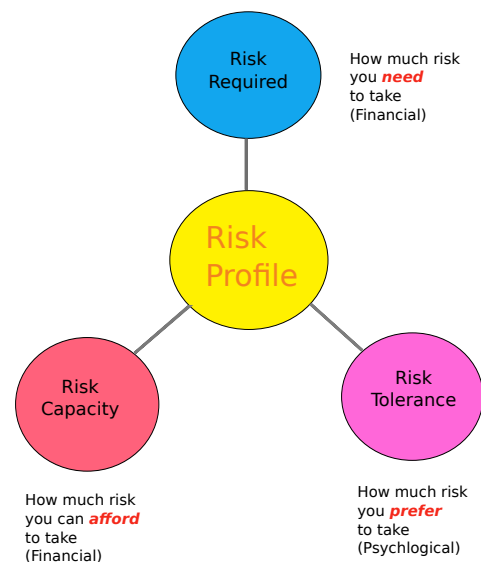 Risk
Required
How much risk
you need
to take
(Financial)
Risk
Profile
Risk
Capacity
Risk
Tolerance
How much risk
you can afford
to take
(Financial)
How much risk
you prefer
to take
(Psychlogical)